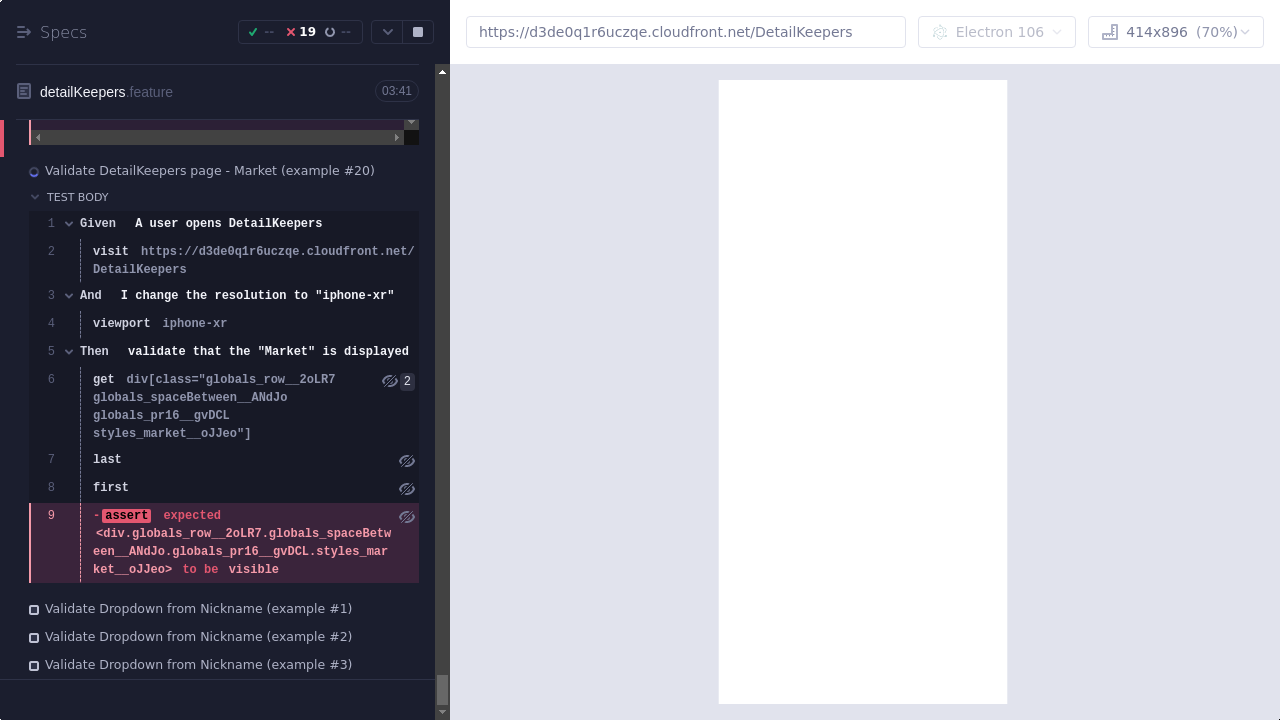 Specs
-- 19 --
https://d3de0q1r6uczqe.cloudfront.net/DetailKeepers
Electron 106
414x896 (70%)
detailKeepers.feature
03:41
Validate DetailKeepers page - Market (example #20)
TEST BODY
1 Given A user opens DetailKeepers
2 visit https://d3de0q1r6uczqe.cloudfront.net/
DetailKeepers
3 And I change the resolution to "iphone-xr"
4 viewport iphone-xr
5 Then validate that the "Market" is displayed
6 get div[class="globals_row__2oLR7 2
globals_spaceBetween__ANdJo
globals_pr16__gvDCL
styles_market__oJJeo"]
7 last
8 first
9 -assert expected
<div.globals_row__2oLR7.globals_spaceBetw
een__ANdJo.globals_pr16__gvDCL.styles_mar
ket__oJJeo> to be visible
Validate Dropdown from Nickname (example #1)
Validate Dropdown from Nickname (example #2)
Validate Dropdown from Nickname (example #3)